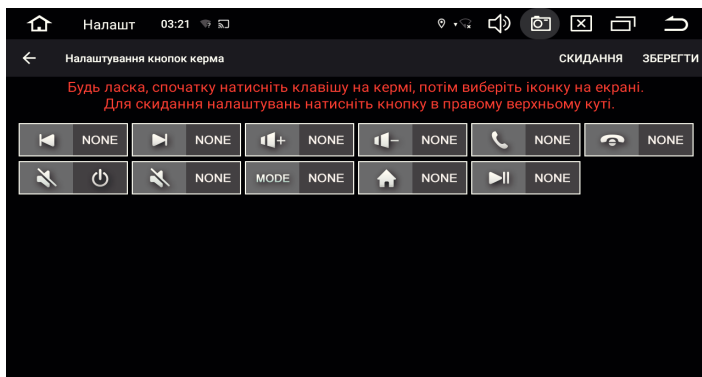 Налашт 03:21
Налаштування кнопок керма СКИДАННЯ ЗБЕРЕГТИ
Будь ласка, спочатку натисніть клавішу на кермі, потім виберіть іконку на екрані.
Для скидання налаштувань натисніть кнопку в правому верхньому куті.
NONE NONE NONE NONE NONE NONE
NONE MODE NONE NONE NONE